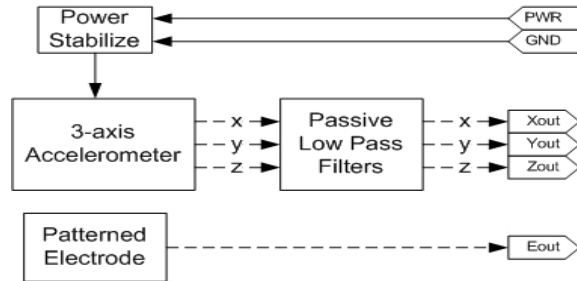 Power
Stabilize
PWR
GND
3-axis
Accelerometer
x
y
z
Passive
Low Pass
Filters
x
y
z
Xout
Yout
Zout
Patterned
Electrode
Eout